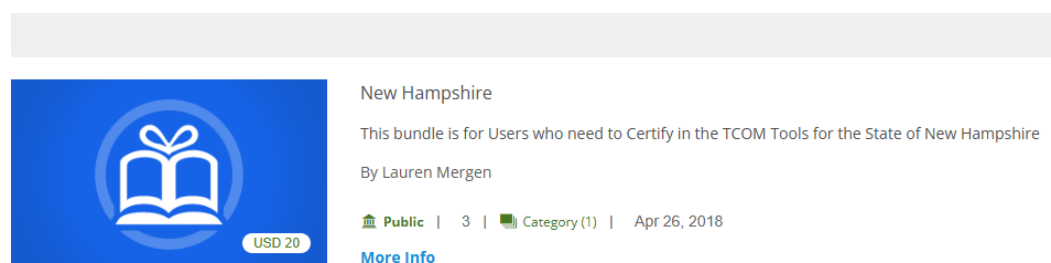 New Hampshire
This bundle is for Users who need to Certify in the TCOM Tools for the State of New Hampshire
By Lauren Mergen
Public | 3 | Category (1) | Apr 26, 2018
USD 20
More Info